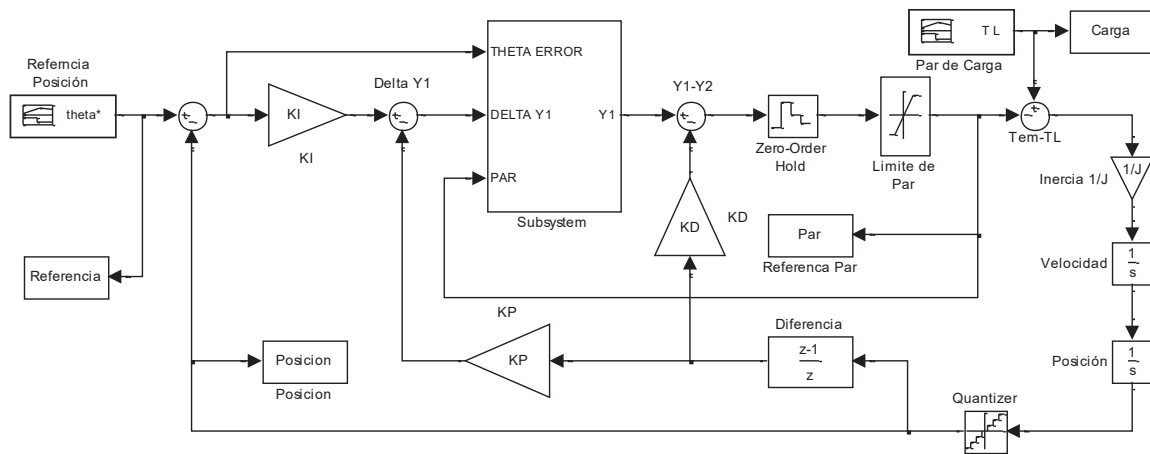 Referncia
Posición
theta*
Referencia
KI
KI
Delta Y1
THETA ERROR
DELTA Y1
Y1
PAR
Subsystem
Y1-Y2
KD
KD
Zero-Order
Hold
Limite de
Par
TL
Par de Carga
Carga
Tem-TL
Inercia 1/J
1/J
Velocidad
1
s
Posición
1
s
Par
Referenca Par
KP
KP
Diferencia
z-1
z
Quantizer
Posicion
Posicion